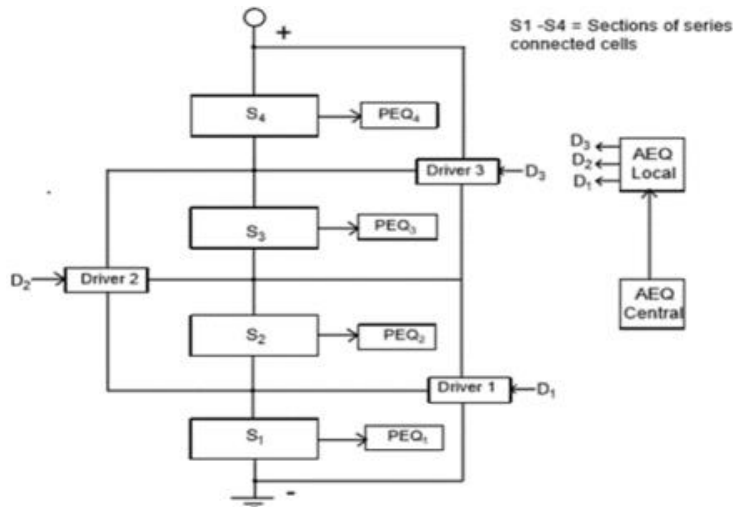 S1 -S4 = Sections of series
connected cells
+
S₄
PEQ₄
Driver 3
D₃
D₃
D₂
D₁
AEQ
Local
S₃
PEQ₃
D₂
Driver 2
AEQ
Central
S₂
PEQ₂
Driver 1
D₁
S₁
PEQ₁
-